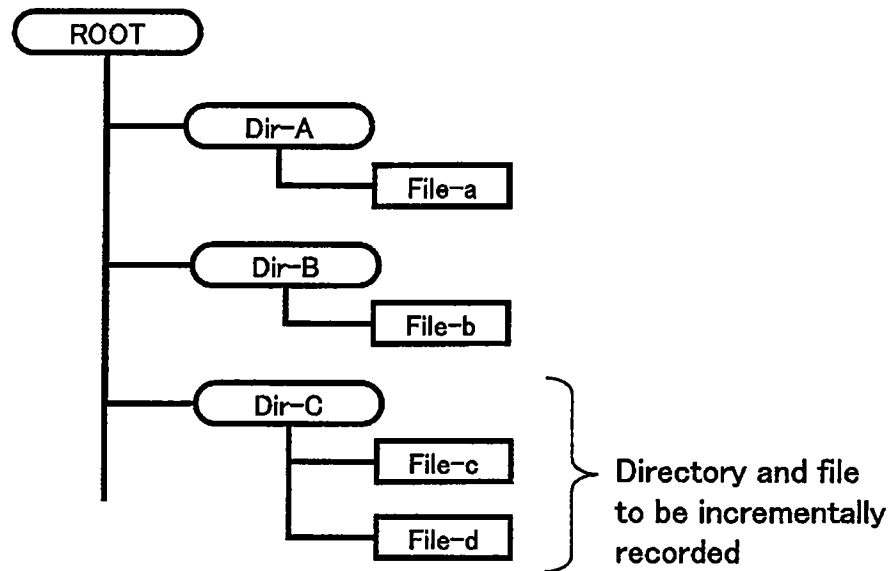 ROOT
Dir-A
File-a
Dir-B
File-b
Dir-C
File-c
File-d
Directory and file
to be incrementally
recorded